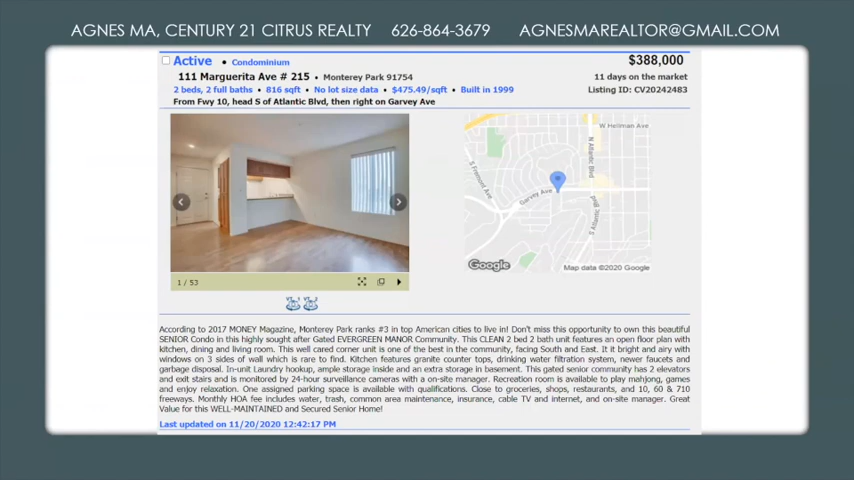 AGNES MA, CENTURY 21 CITRUS REALTY 626-864-3679 AGNESMAREALTOR@GMAIL.COM
Active • Condominium $388,000
111 Marguerita Ave # 215 • Monterey Park 91754 11 days on the market
2 beds, 2 full baths • 816 sqft • No lot size data • $475.49/sqft • Built in 1999 Listing ID: CV20242483
From Fwy 10, head S of Atlantic Blvd, then right on Garvey Ave
W Hellman Ave
N Atlantic Blvd
S Fremont Ave
Garvey Ave
S Atlantic Blvd
Google Map data ©2020 Google
1 / 53
According to 2017 MONEY Magazine, Monterey Park ranks #3 in top American cities to live in! Don't miss this opportunity to own this beautiful
SENIOR Condo in this highly sought after Gated EVERGREEN MANOR Community. This CLEAN 2 bed 2 bath unit features an open floor plan with
kitchen, dining and living room. This well cared corner unit is one of the best in the community, facing South and East. It it bright and airy with
windows on 3 sides of wall which is rare to find. Kitchen features granite counter tops, drinking water filtration system, newer faucets and
garbage disposal. In-unit Laundry hookup, ample storage inside and an extra storage in basement. This gated senior community has 2 elevators
and exit stairs and is monitored by 24-hour surveillance cameras with a on-site manager. Recreation room is available to play mahjong, games
and enjoy relaxation. One assigned parking space is available with qualifications. Close to groceries, shops, restaurants, and 10, 60 & 710
freeways. Monthly HOA fee includes water, trash, common area maintenance, insurance, cable TV and internet, and on-site manager. Great
Value for this WELL-MAINTAINED and Secured Senior Home!
Last updated on 11/20/2020 12:42:17 PM